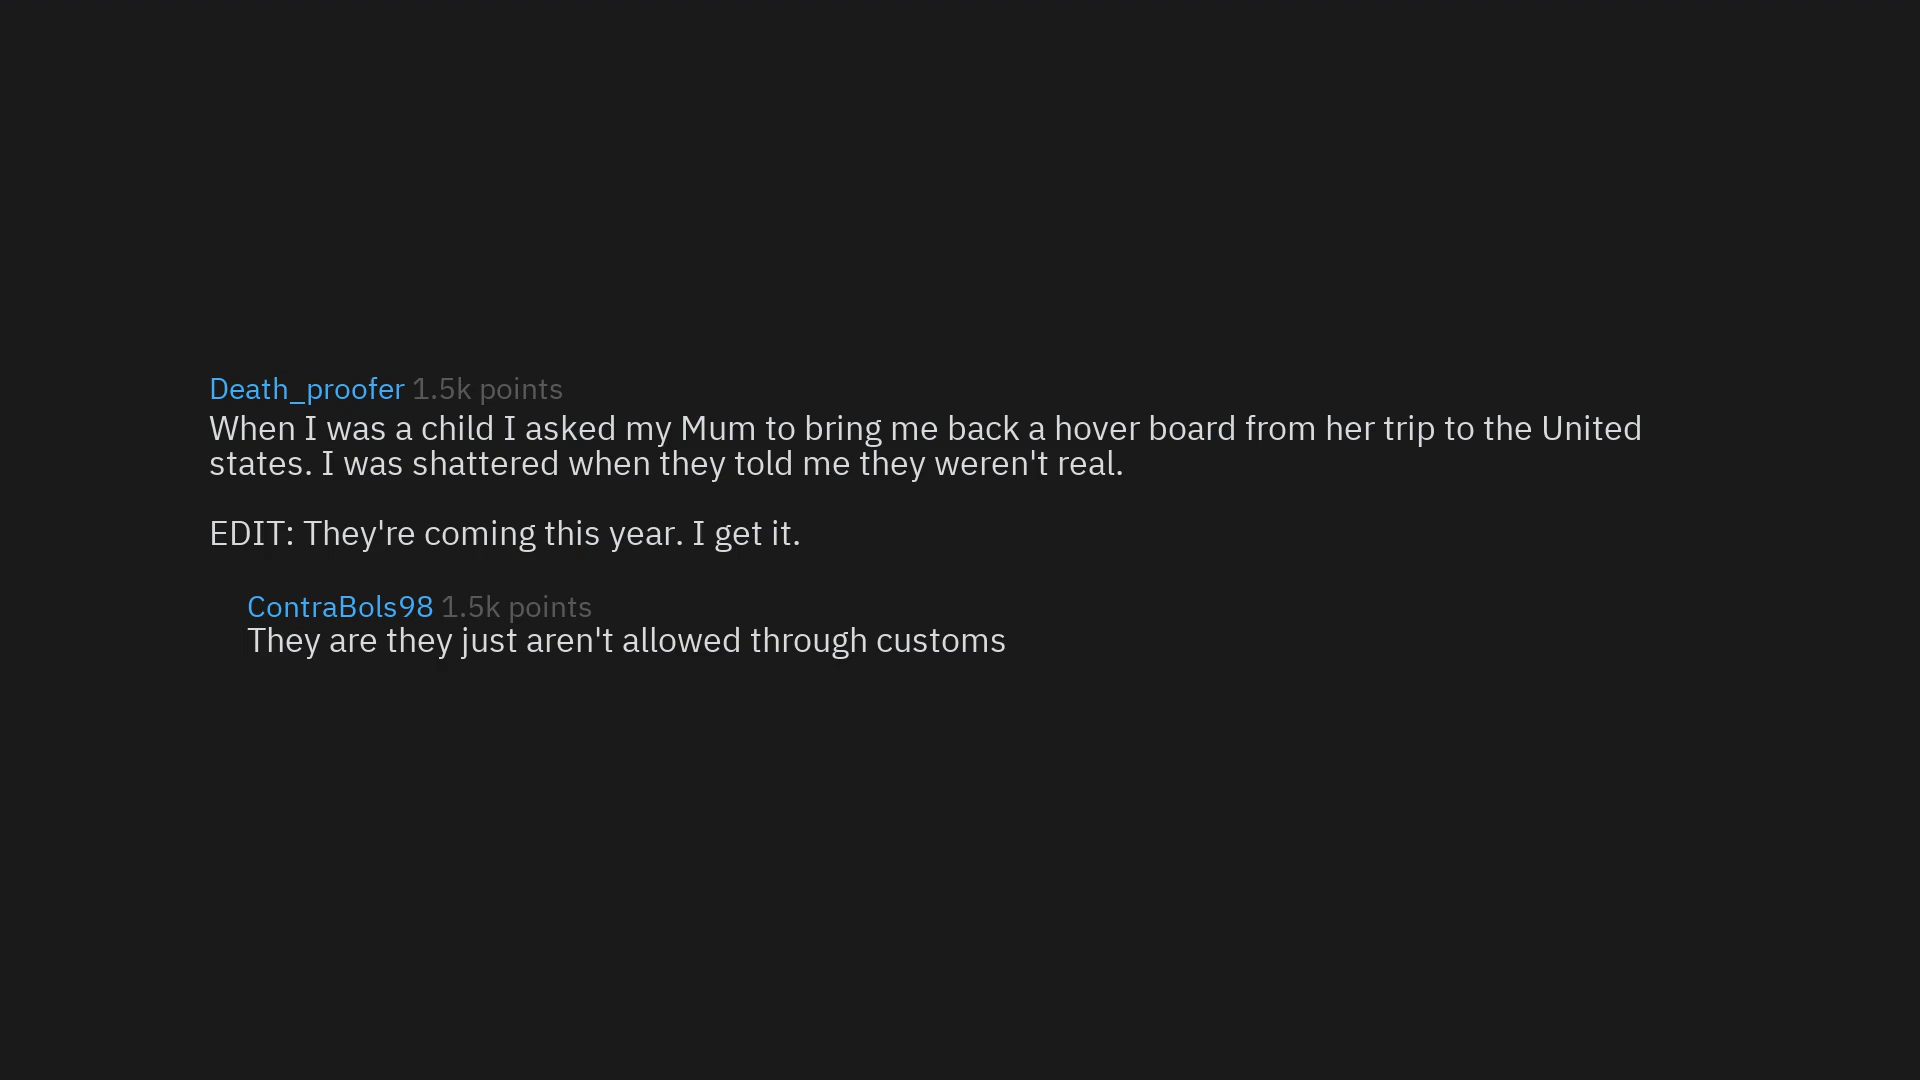 Death_proofer 1.5k points
When I was a child I asked my Mum to bring me back a hover board from her trip to the United
states. I was shattered when they told me they weren't real.
EDIT: They're coming this year. I get it.
ContraBols98 1.5k points
They are they just aren't allowed through customs